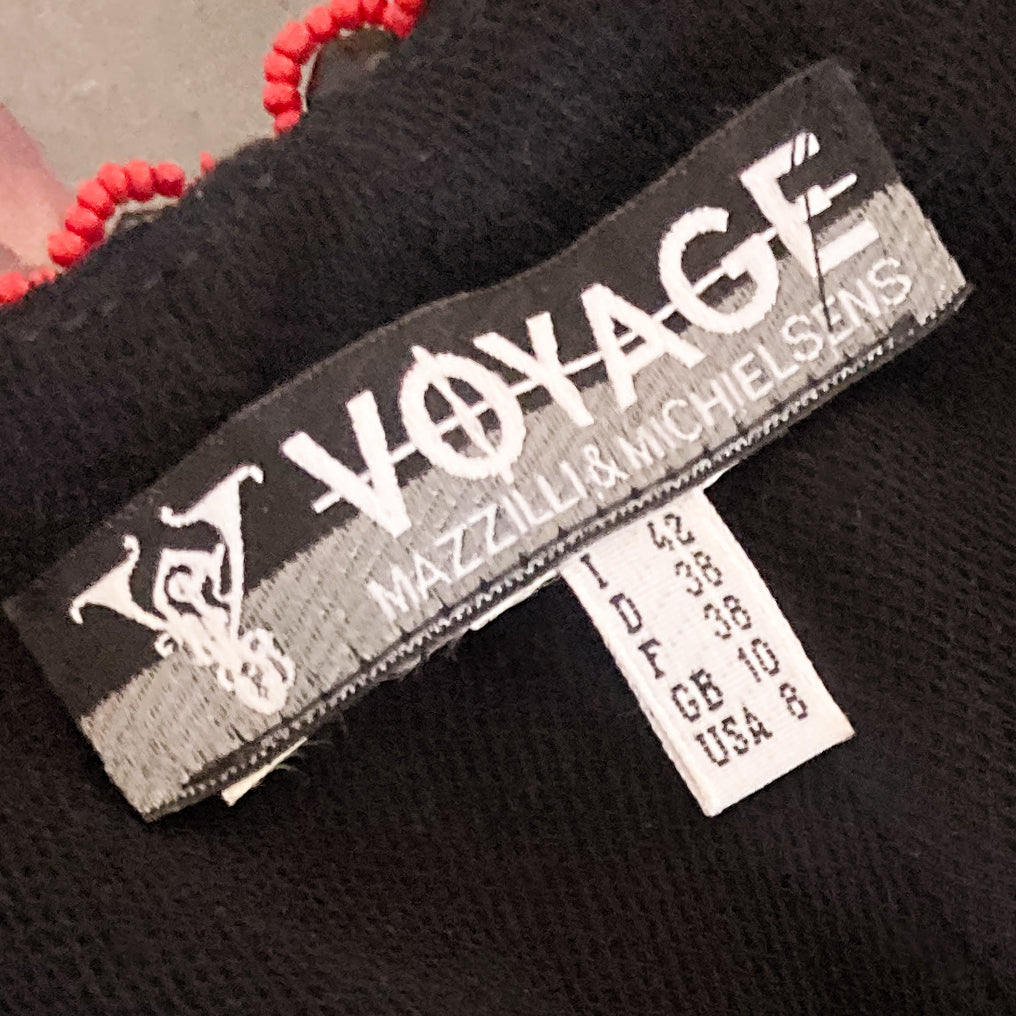 VOYAGE
MAZZILLI & MICHIELSENS
I 42
D 38
F 38
GB 10
USA 8